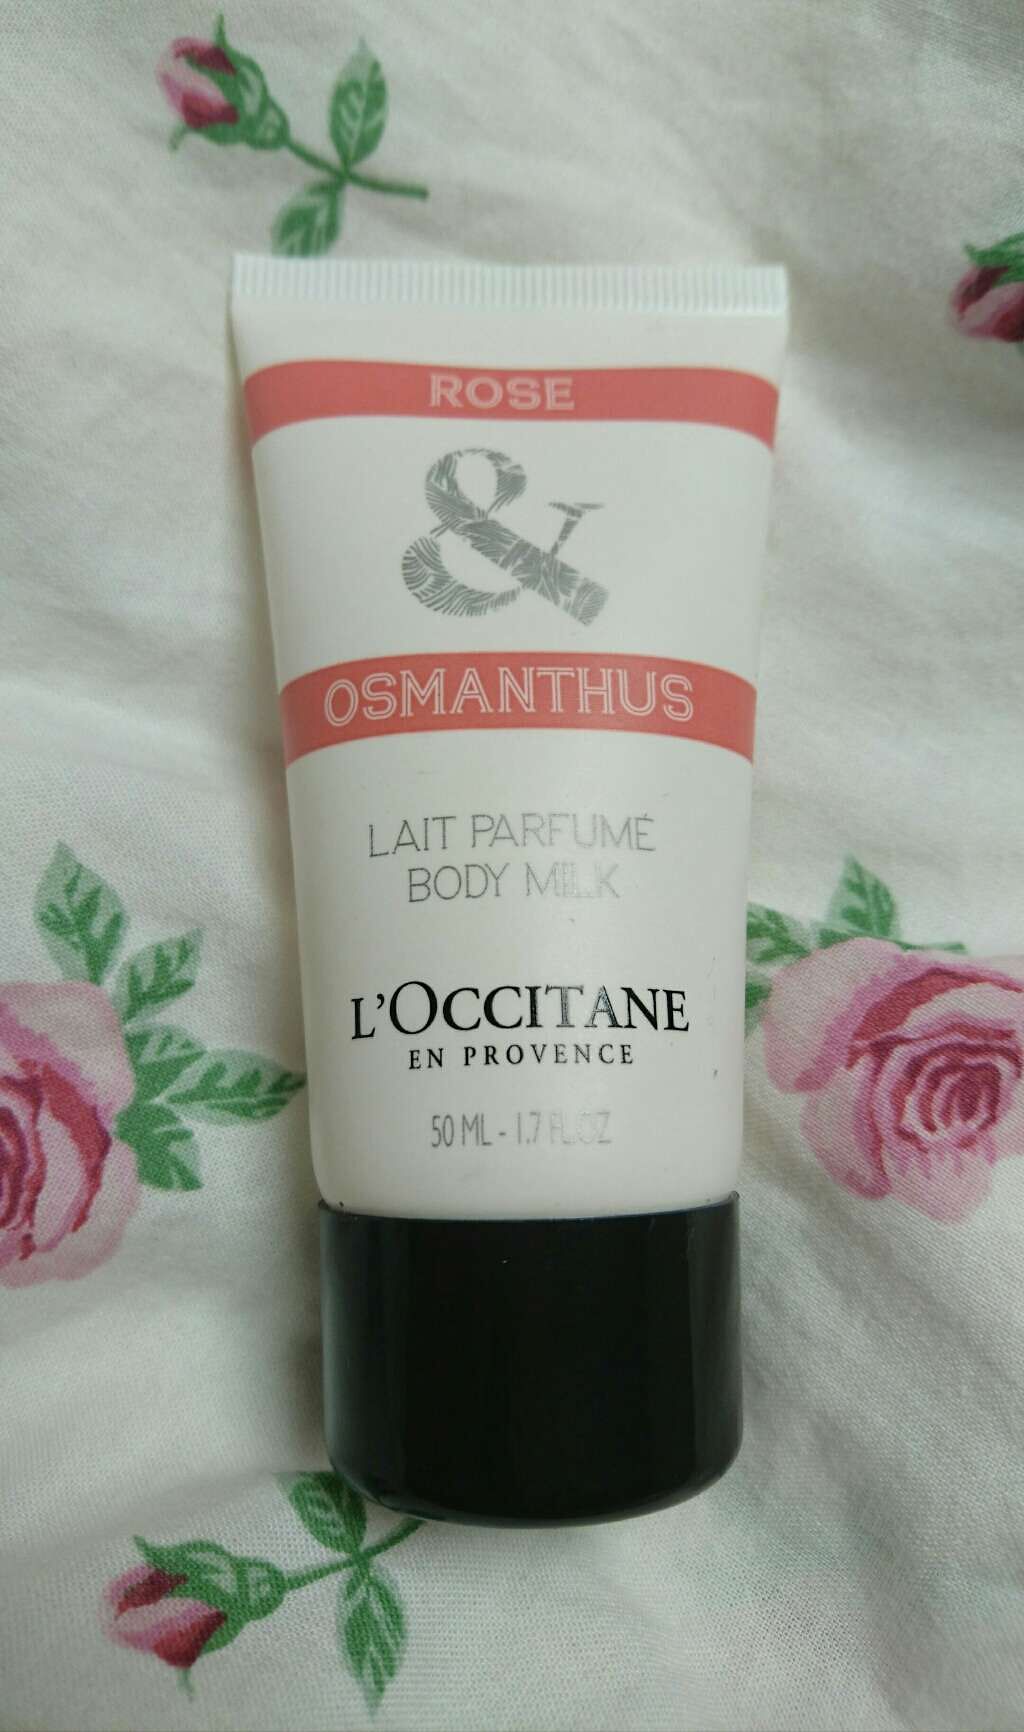 ROSE
&
OSMANTHUS
LAIT PARFUMÉ
BODY MILK
L'OCCITANE
EN PROVENCE
50 ML - 1.7 FL.OZ